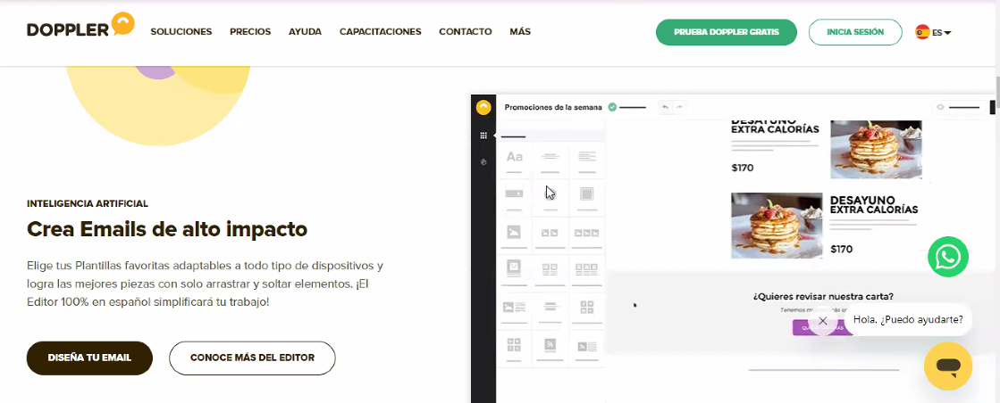 DOPPLER
SOLUCIONES PRECIOS AYUDA CAPACITACIONES CONTACTO MÁS
PRUEBA DOPPLER GRATIS
INICIA SESIÓN
ES
INTELIGENCIA ARTIFICIAL
Crea Emails de alto impacto
Elige tus Plantillas favoritas adaptables a todo tipo de dispositivos y
logra las mejores piezas con solo arrastrar y soltar elementos. ¡El
Editor 100% en español simplificará tu trabajo!
DISEÑA TU EMAIL
CONOCE MÁS DEL EDITOR
Promociones de la semana
Aa
DESAYUNO
EXTRA CALORÍAS
$170
DESAYUNO
EXTRA CALORÍAS
$170
¿Quieres revisar nuestra carta?
Tenemos
Hola. ¿Puedo ayudarte?